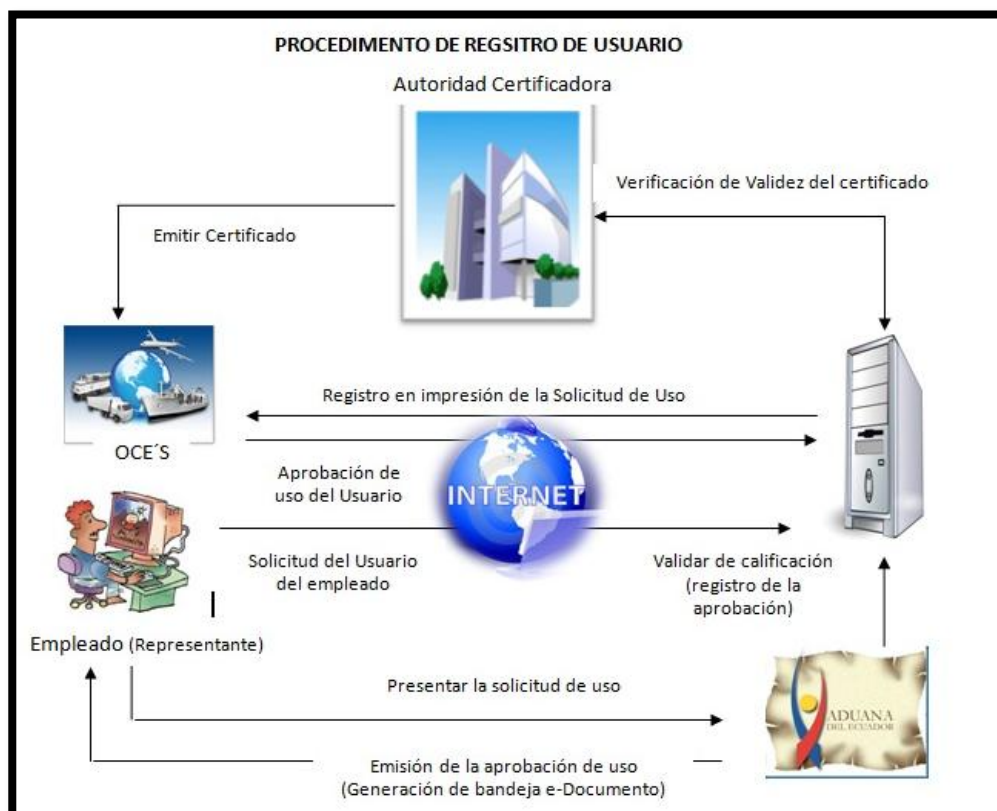 PROCEDIMENTO DE REGSITRO DE USUARIO
Autoridad Certificadora
Verificación de Validez del certificado
Emitir Certificado
Registro en impresión de la Solicitud de Uso
OCE´S
Aprobación de
uso del Usuario
INTERNET
Solicitud del Usuario
del empleado
Validar de calificación
(registro de la
aprobación)
Empleado (Representante)
Presentar la solicitud de uso
ADUANA
DEL ECUADOR
Emisión de la aprobación de uso
(Generación de bandeja e-Documento)